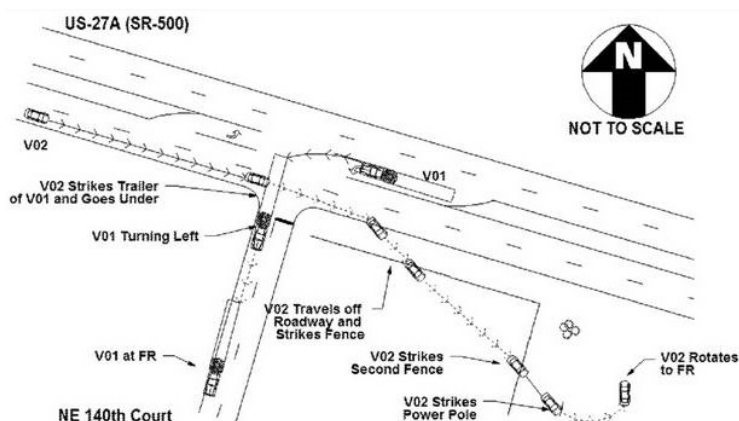 US-27A (SR-500)
N
NOT TO SCALE
V02
V01
V02 Strikes Trailer
of V01 and Goes Under
V01 Turning Left
V02 Travels off
Roadway and
Strikes Fence
V01 at FR
V02 Strikes
Second Fence
V02 Rotates
to FR
V02 Strikes
Power Pole
NE 140th Court